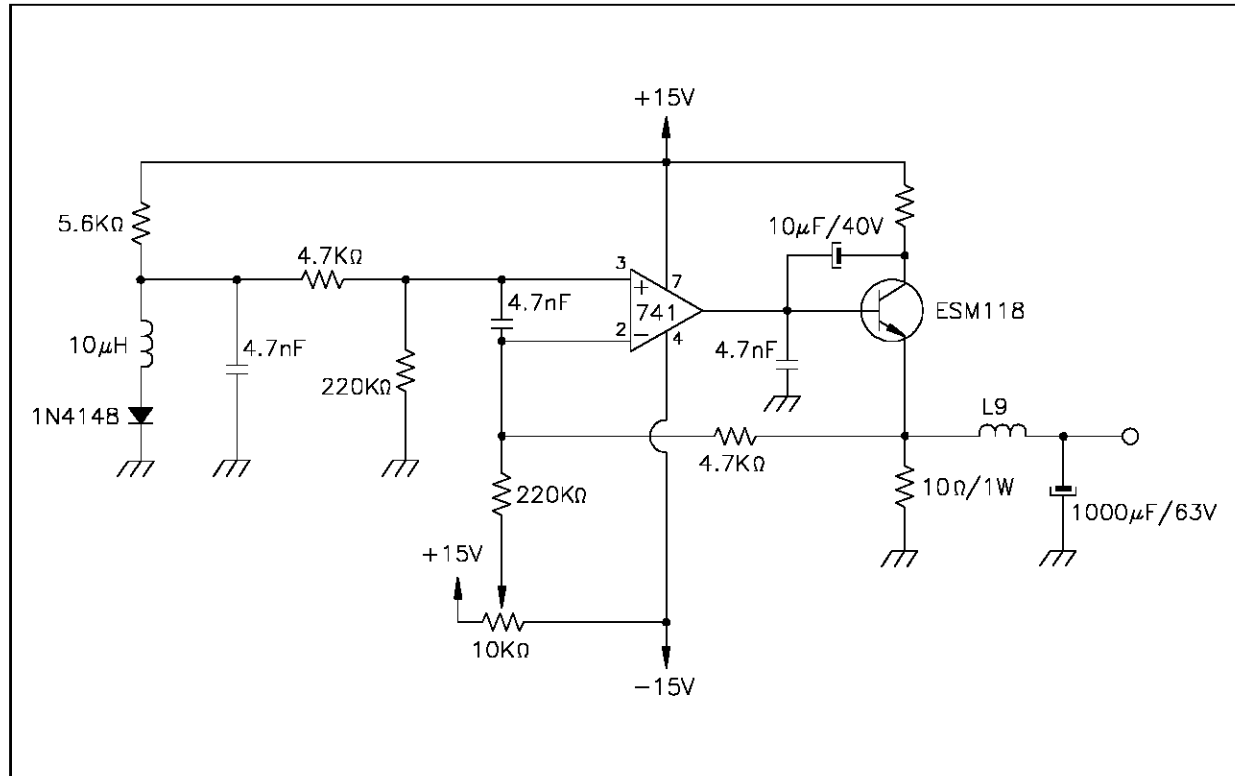 +15V
5.6KΩ
10μF/40V
4.7KΩ
3
7
+
741
4.7nF
ESM118
2
−
4
10μH
4.7nF
4.7nF
220KΩ
1N4148
L9
4.7KΩ
10Ω/1W
220KΩ
1000μF/63V
+15V
10KΩ
−15V